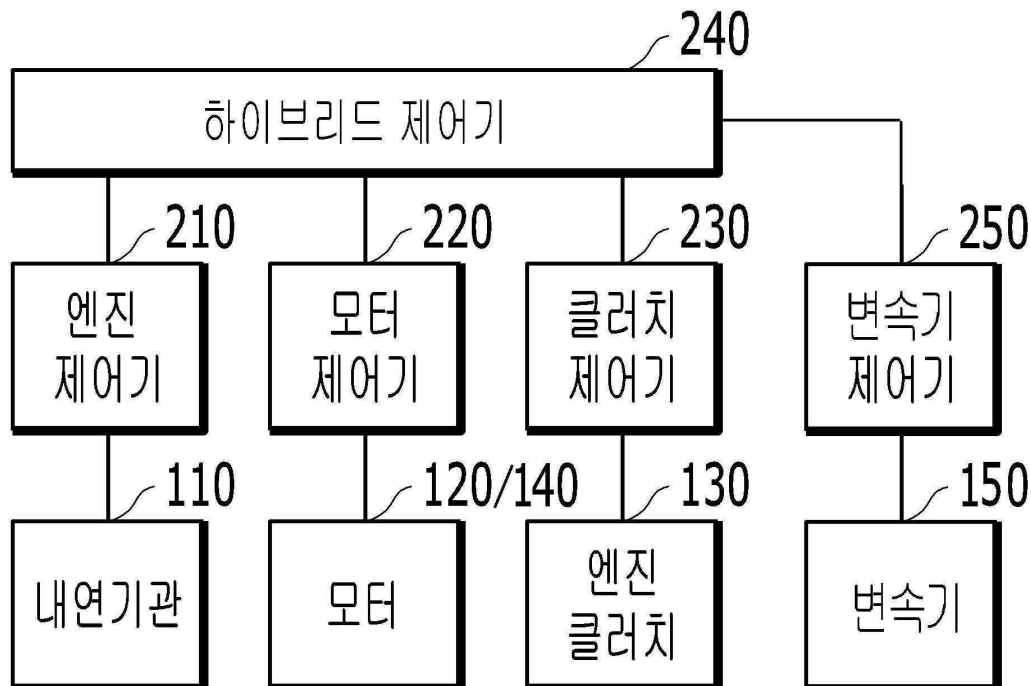 240
하이브리드 제어기
210
220
230
250
엔진
제어기
모터
제어기
클러치
제어기
변속기
제어기
110
120/140
130
150
내연기관
모터
엔진
클러치
변속기